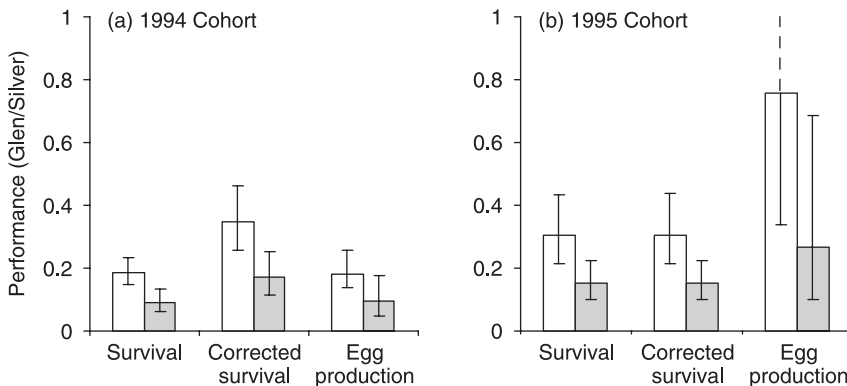 (a) 1994 Cohort
Performance (Glen/Silver)
1
0.8
0.6
0.4
0.2
0
Survival
Corrected
survival
Egg
production
(b) 1995 Cohort
1
0.8
0.6
0.4
0.2
0
Survival
Corrected
survival
Egg
production